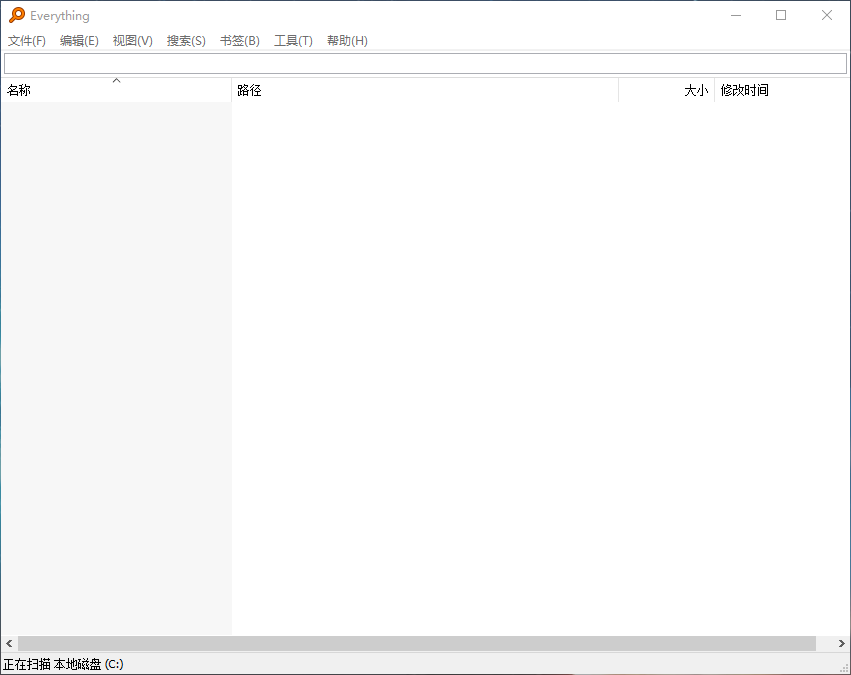 Everything
文件(F) 编辑(E) 视图(V) 搜索(S) 书签(B) 工具(T) 帮助(H)
名称 路径 大小 修改时间
正在扫描 本地磁盘 (C:)